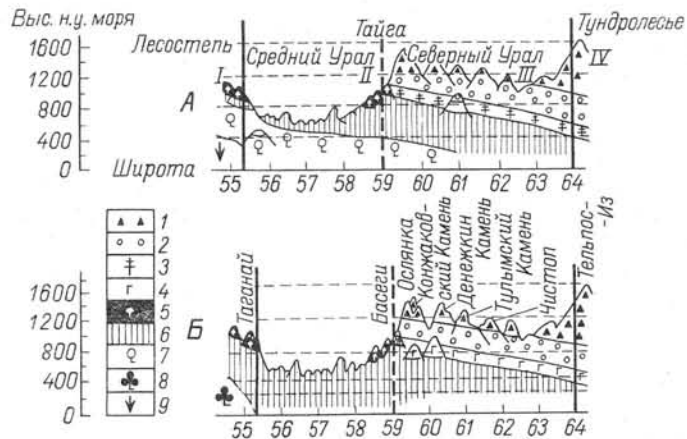 Выс. н.у. моря
Тайга
Лесостепь
Тундролесье
1600
1200
800
400
0
Средний Урал
Северный Урал
I
II
III
IV
А
Широта
55
56
57
58
59
60
61
62
63
64
1
2
3
4
5
6
7
8
9
Б
1600
1200
800
400
0
Таганай
Басеги
Ослянка
Конжаков-
ский Камень
Денежкин
Камень
Тулымский
Камень
Чистоп
Тельпос-
-Из
55
56
57
58
59
60
61
62
63
64